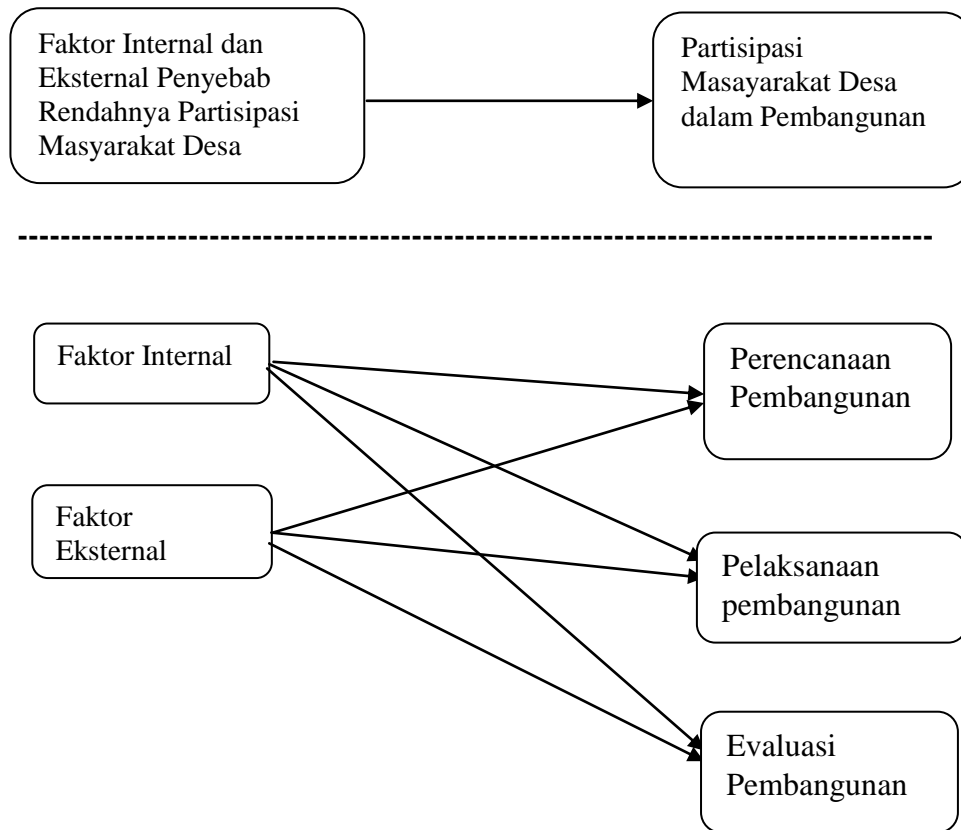 Faktor Internal dan
Eksternal Penyebab
Rendahnya Partisipasi
Masyarakat Desa
Partisipasi
Masayarakat Desa
dalam Pembangunan
Faktor Internal
Perencanaan
Pembangunan
Faktor
Eksternal
Pelaksanaan
pembangunan
Evaluasi
Pembangunan